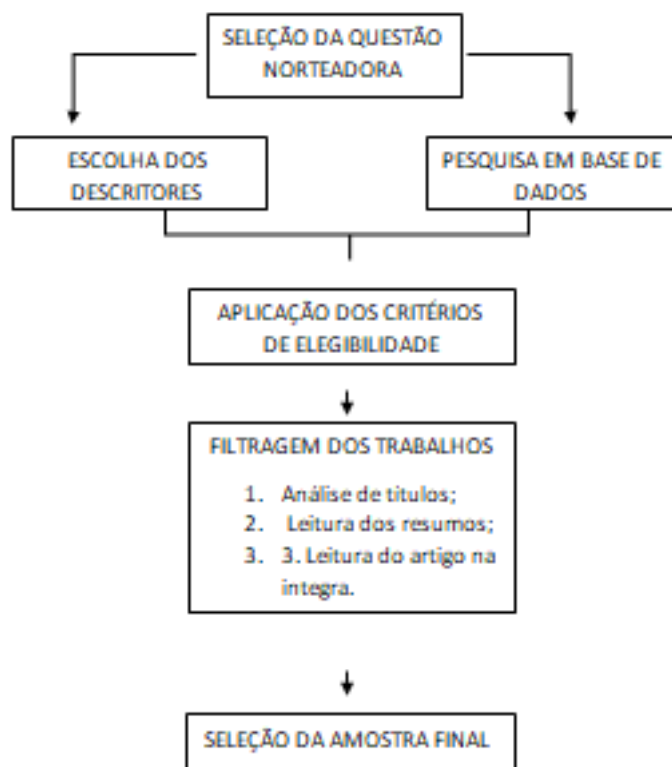 SELEÇÃO DA QUESTÃO
NORTEADORA
ESCOLHA DOS
DESCRITORES
PESQUISA EM BASE DE
DADOS
APLICAÇÃO DOS CRITÉRIOS
DE ELEGIBILIDADE
FILTRAGEM DOS TRABALHOS
1. Análise de titulos;
2. Leitura dos resumos;
3. 3. Leitura do artigo na
integra.
SELEÇÃO DA AMOSTRA FINAL